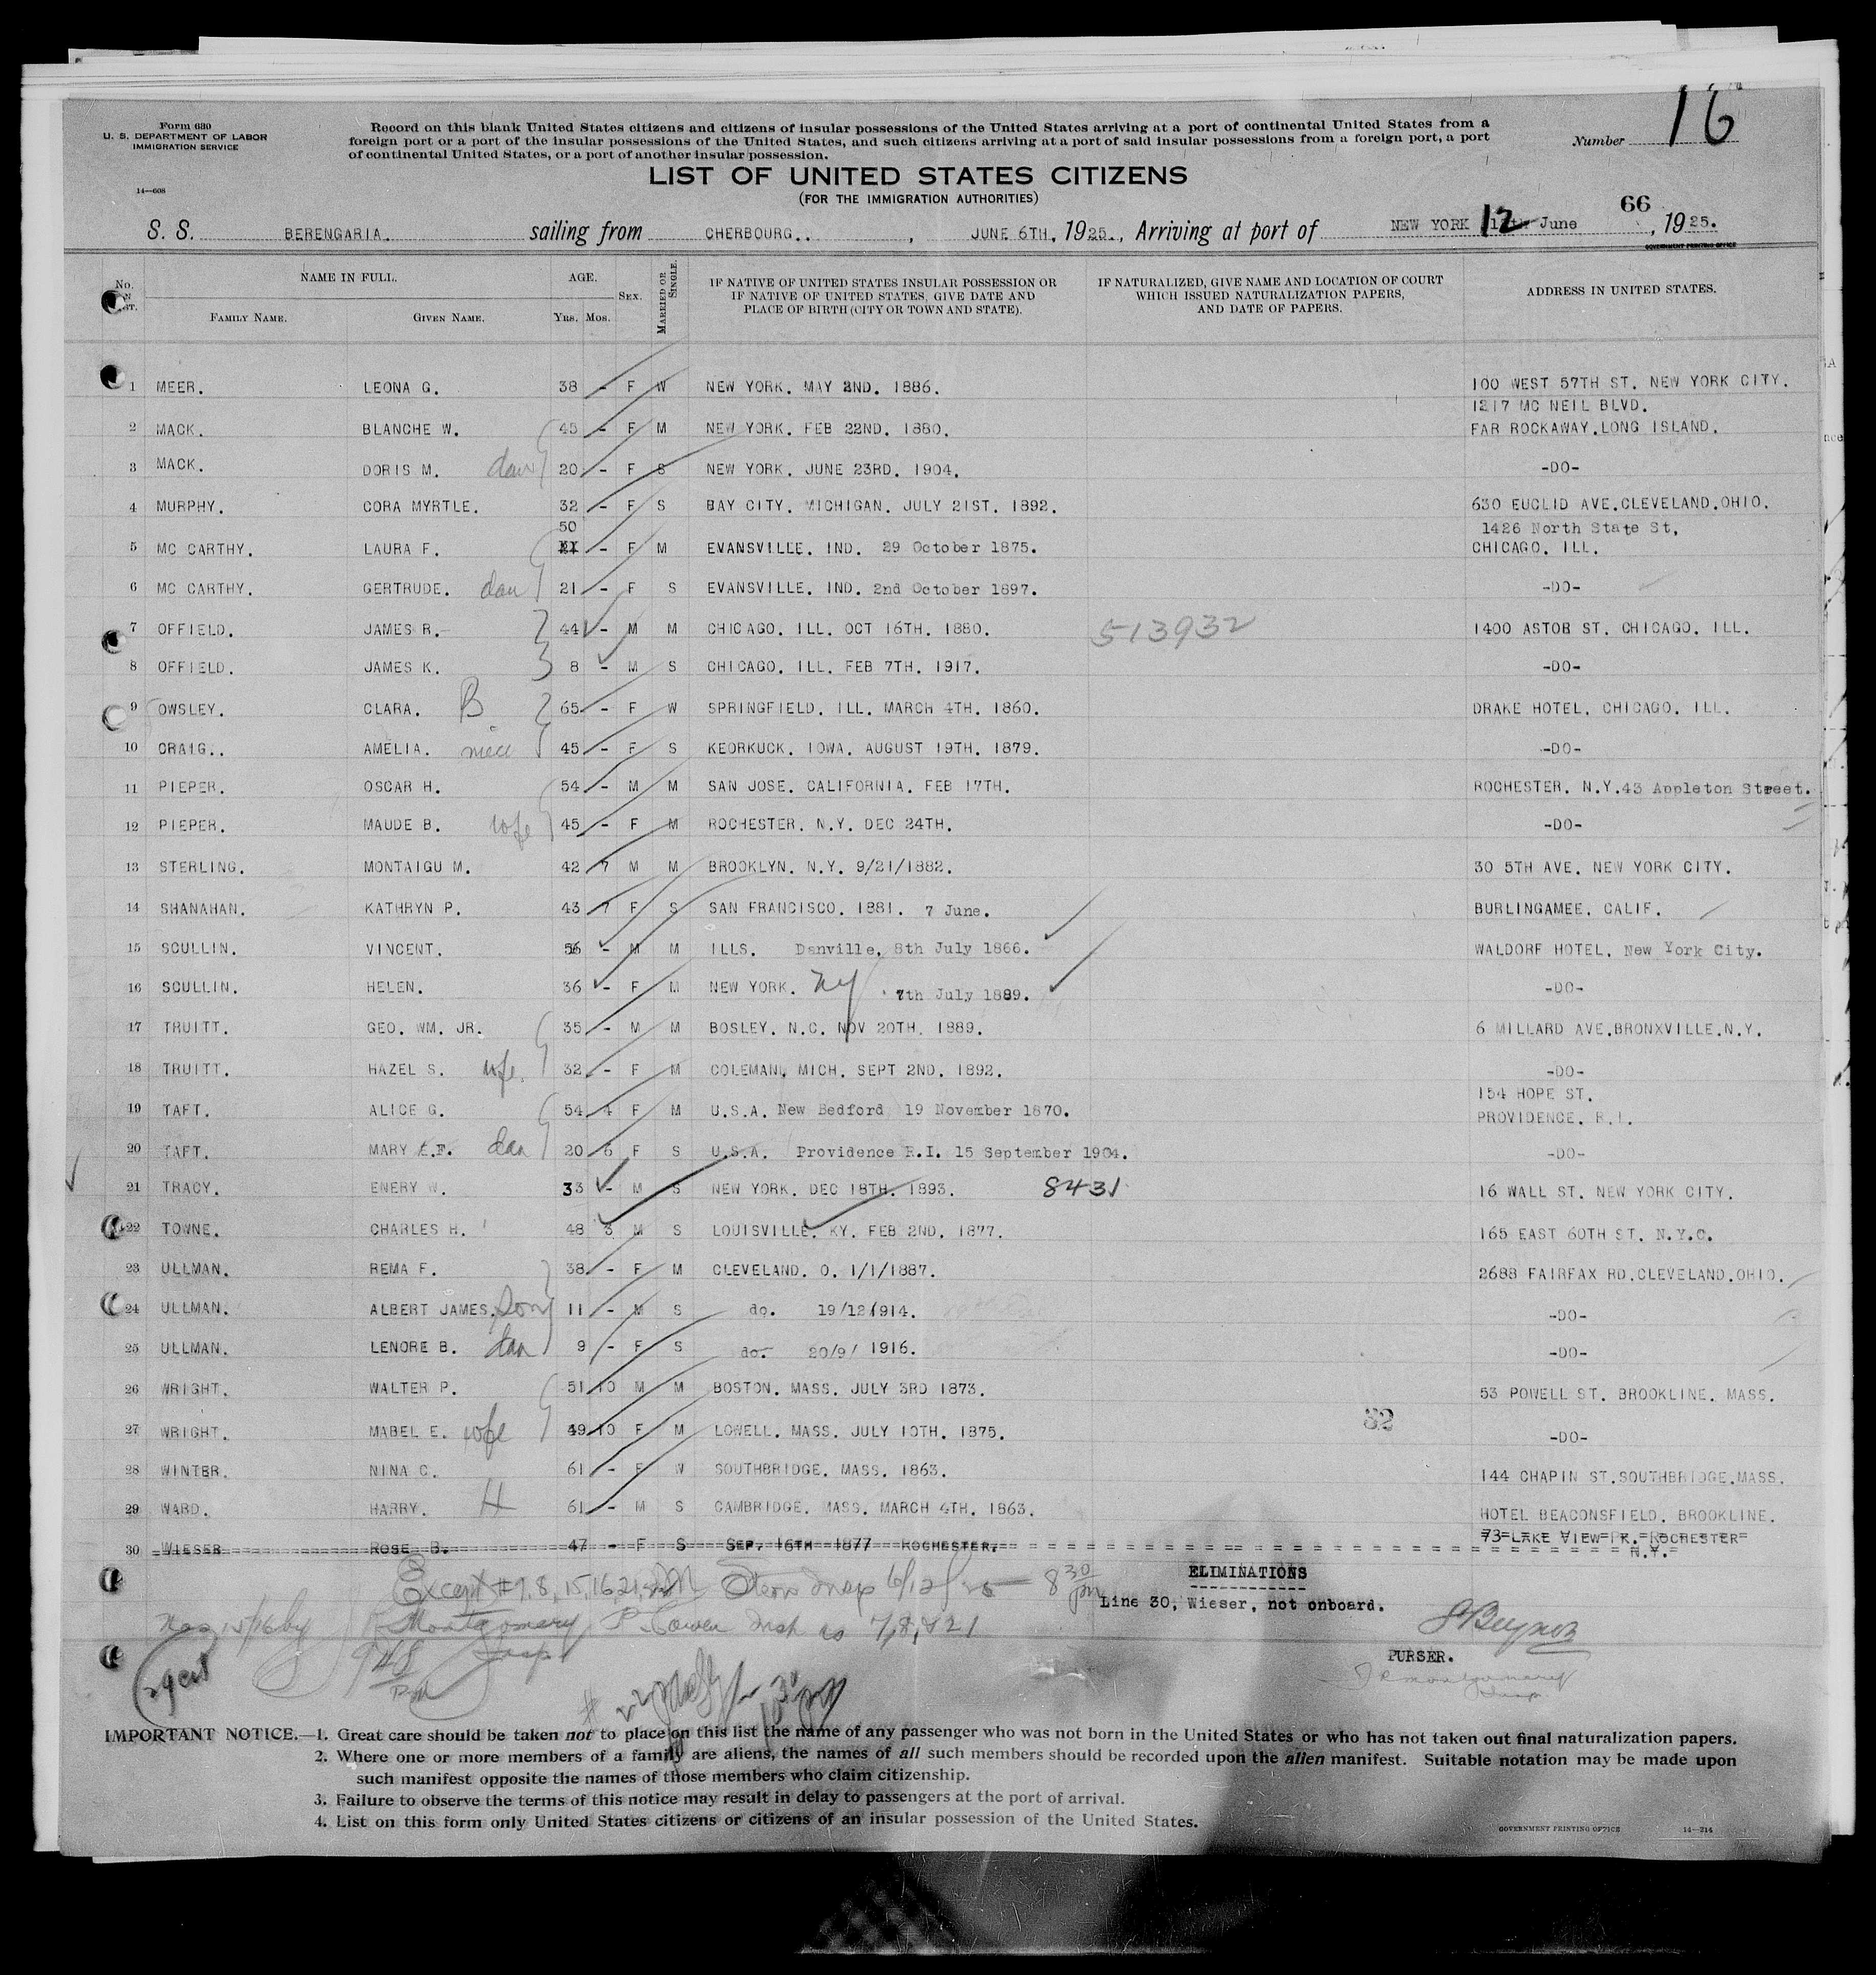 16
Form 630
U. S. DEPARTMENT OF LABOR
IMMIGRATION SERVICE
14—608
Record on this blank United States citizens and citizens of insular possessions of the United States arriving at a port of continental United States from a
foreign port or a port of the insular possessions of the United States, and such citizens arriving at a port of said insular possessions from a foreign port, a port
of continental United States, or a port of another insular possession.
Number
LIST OF UNITED STATES CITIZENS
(FOR THE IMMIGRATION AUTHORITIES)
66
S. S. BERENGARIA. sailing from CHERBOURG.. , JUNE 6TH, 1925., Arriving at port of NEW YORK 12 June , 1925.
GOVERNMENT PRINTING OFFICE
No. LIST. NAME IN FULL. FAMILY NAME. GIVEN NAME. AGE. YRS. MOS. SEX. MARRIED OR SINGLE. IF NATIVE OF UNITED STATES INSULAR POSSESSION OR IF NATIVE OF UNITED STATES, GIVE DATE AND PLACE OF BIRTH (CITY OR TOWN AND STATE). IF NATURALIZED, GIVE NAME AND LOCATION OF COURT WHICH ISSUED NATURALIZATION PAPERS, AND DATE OF PAPERS. ADDRESS IN UNITED STATES.
1 MEER. LEONA G. 38 - F W NEW YORK. MAY 2ND. 1886. 100 WEST 57TH ST. NEW YORK CITY.
1217 MC NEIL BLVD.
2 MACK. BLANCHE W. 45 - F M NEW YORK. FEB 22ND. 1880. FAR ROCKAWAY.LONG ISLAND.
3 MACK. DORIS M. dau 20 - F S NEW YORK. JUNE 23RD. 1904. -DO-
4 MURPHY. CORA MYRTLE. 32 - F S BAY CITY. MICHIGAN. JULY 21ST. 1892. 630 EUCLID AVE.CLEVELAND.OHIO.
50 1426 North State St,
5 MC CARTHY. LAURA F. - F M EVANSVILLE. IND. 29 October 1875. CHICAGO. ILL.
6 MC CARTHY. GERTRUDE. dau 21 - F S EVANSVILLE. IND. 2nd October 1897. -DO-
7 OFFIELD. JAMES R. 44 - M M CHICAGO. ILL. OCT 16TH. 1880. 513932 1400 ASTOR ST. CHICAGO. ILL.
8 OFFIELD. JAMES K. 8 - M S CHICAGO. ILL. FEB 7TH. 1917. -DO-
9 OWSLEY. CLARA. B 65 - F W SPRINGFIELD. ILL. MARCH 4TH. 1860. DRAKE HOTEL. CHICAGO. ILL.
10 CRAIG.. AMELIA. niece 45 - F S KEORKUCK. IOWA. AUGUST 19TH. 1879. -DO-
11 PIEPER. OSCAR H. 54 - M M SAN JOSE. CALIFORNIA. FEB 17TH. ROCHESTER. N.Y.43 Appleton Street.
12 PIEPER. MAUDE B. wife 45 - F M ROCHESTER. N.Y. DEC 24TH. -DO-
13 STERLING. MONTAIGU M. 42 7 M M BROOKLYN. N.Y. 9/21/1882. 30 5TH AVE. NEW YORK CITY.
14 SHANAHAN. KATHRYN P. 43 7 F S SAN FRANCISCO. 1881. 7 June. BURLINGAMEE. CALIF.
15 SCULLIN. VINCENT. 56 - M M ILLS. Danville, 8th July 1866. WALDORF HOTEL, New York City.
16 SCULLIN. HELEN. 36 - F M NEW YORK. NY 7th July 1889. -DO-
17 TRUITT. GEO. WM. JR. 35 - M M BOSLEY. N.C. NOV 20TH. 1889. 6 MILLARD AVE.BRONXVILLE.N.Y.
18 TRUITT. HAZEL S. wife. 32 - F M COLEMAN. MICH. SEPT 2ND. 1892. -DO-
154 HOPE ST.
19 TAFT. ALICE G. 54 4 F M U.S.A. New Bedford 19 November 1870. PROVIDENCE. R.I.
20 TAFT. MARY E.F. dau 20 6 F S U.S.A. Providence R.I. 15 September 1904. -DO-
21 TRACY. ENERY W. 33 - M S NEW YORK. DEC 18TH. 1893. 8431 16 WALL ST. NEW YORK CITY.
22 TOWNE. CHARLES H. 48 3 M S LOUISVILLE. KY. FEB 2ND. 1877. 165 EAST 60TH ST. N.Y.C.
23 ULLMAN. REMA F. 38 - F M CLEVELAND. O. 1/1/1887. 2688 FAIRFAX RD.CLEVELAND.OHIO.
24 ULLMAN. ALBERT JAMES. son 11 - M S do. 19/12/914. -DO-
25 ULLMAN. LENORE B. dau 9 - F S do. 20/9/ 1916. -DO-
26 WRIGHT. WALTER P. 51 10 M M BOSTON. MASS. JULY 3RD 1873. 53 POWELL ST. BROOKLINE. MASS.
27 WRIGHT. MABEL E. wife 49 10 F M LOWELL. MASS. JULY 10TH. 1875. 32 -DO-
28 WINTER. NINA C. 61 - F W SOUTHBRIDGE. MASS. 1863. 144 CHAPIN ST.SOUTHBRIDGE.MASS.
29 WARD. HARRY. H 61 - M S CAMBRIDGE. MASS. MARCH 4TH. 1863. HOTEL BEACONSFIELD. BROOKLINE.
30 WIESER ROSE B. 47 - F S SEP. 16TH 1877 ROCHESTER. 73 LAKE VIEW PK. ROCHESTER
N.Y.
Except #7,8,15,16,21, 6/12/25 — 8 30 pm
ELIMINATIONS
Line 30, Wieser, not onboard.
Nos 15/16 by Montgomery Insp as 7,8,+21
948 pm Insp
PURSER.
IMPORTANT NOTICE.—1. Great care should be taken not to place on this list the name of any passenger who was not born in the United States or who has not taken out final naturalization papers.
2. Where one or more members of a family are aliens, the names of all such members should be recorded upon the alien manifest. Suitable notation may be made upon
such manifest opposite the names of those members who claim citizenship.
3. Failure to observe the terms of this notice may result in delay to passengers at the port of arrival.
4. List on this form only United States citizens or citizens of an insular possession of the United States.
GOVERNMENT PRINTING OFFICE 14—214